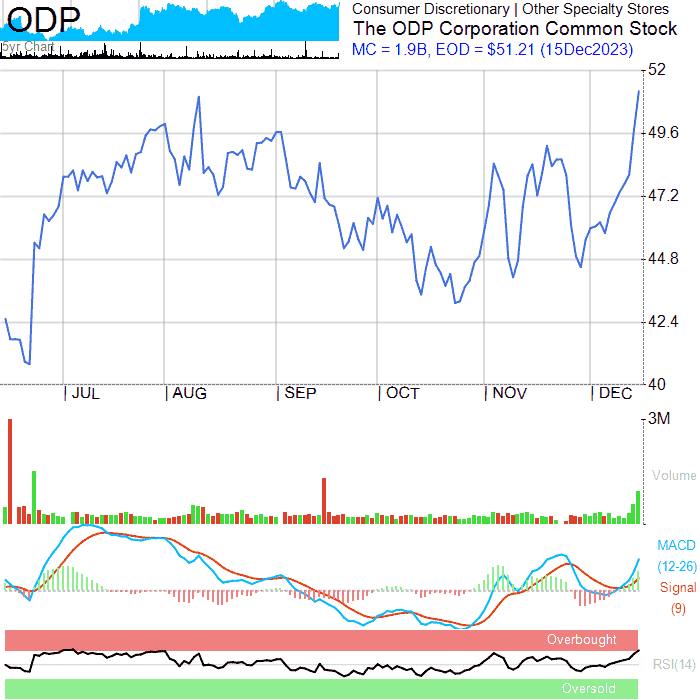 ODP
5yr Chart
Consumer Discretionary | Other Specialty Stores
The ODP Corporation Common Stock
MC = 1.9B, EOD = $51.21 (15Dec2023)
52
49.6
47.2
44.8
42.4
40
| JUL | AUG | SEP | OCT | NOV | DEC
3M
Volume
MACD
(12-26)
Signal
(9)
Overbought
RSI(14)
Oversold